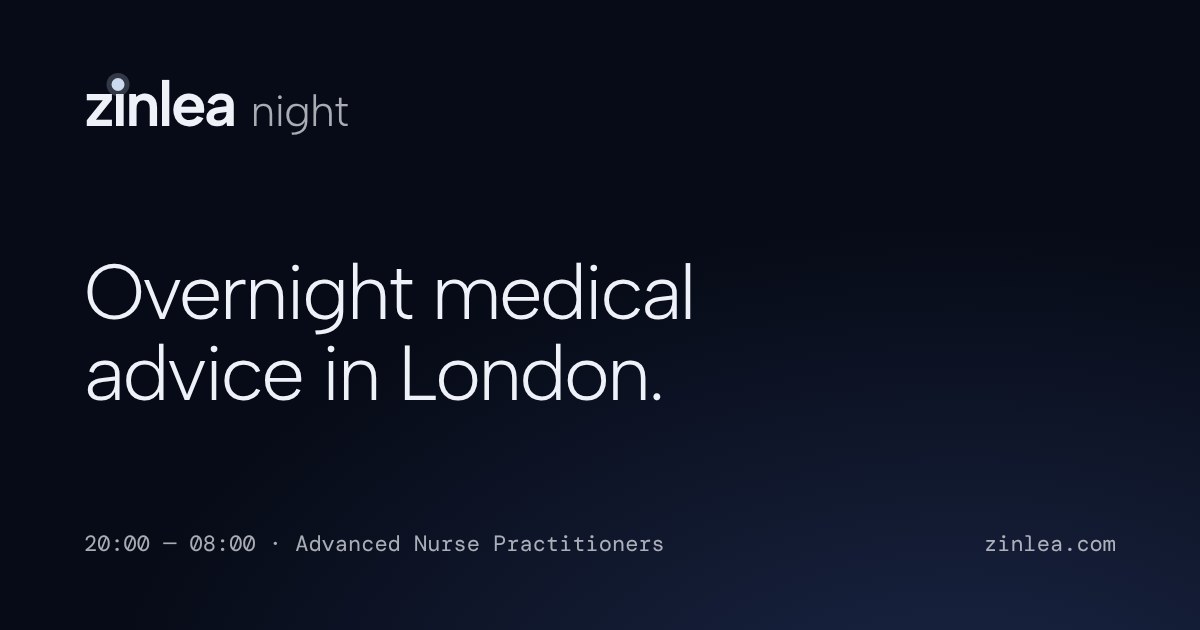 zinlea night
Overnight medical
advice in London.
20:00 — 08:00 · Advanced Nurse Practitioners
zinlea.com